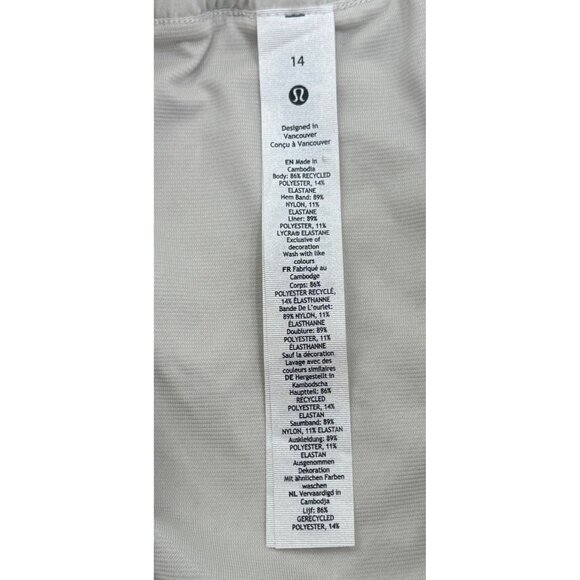 14
Designed in
Vancouver
Conçu à Vancouver
EN Made in
Cambodia
Body: 86% RECYCLED
POLYESTER, 14%
ELASTANE
Hem Band: 89%
NYLON, 11%
ELASTANE
Liner: 89%
POLYESTER, 11%
LYCRA® ELASTANE
Exclusive of
decoration
Wash with like
colours
FR Fabriqué au
Cambodge
Corps: 86%
POLYESTER RECYCLÉ,
14% ÉLASTHANNE
Bande De L'ourlet:
89% NYLON, 11%
ÉLASTHANNE
Doublure: 89%
POLYESTER, 11%
ÉLASTHANNE
Sauf la décoration
Lavage avec des
couleurs similaires
DE Hergestellt in
Kambodscha
Hauptteil: 86%
RECYCLED
POLYESTER, 14%
ELASTAN
Saumband: 89%
NYLON, 11% ELASTAN
Auskleidung: 89%
POLYESTER, 11%
ELASTAN
Ausgenommen
Dekoration
Mit ähnlichen Farben
waschen
NL Vervaardigd in
Cambodja
Lijf: 86%
GERECYCLED
POLYESTER, 14%